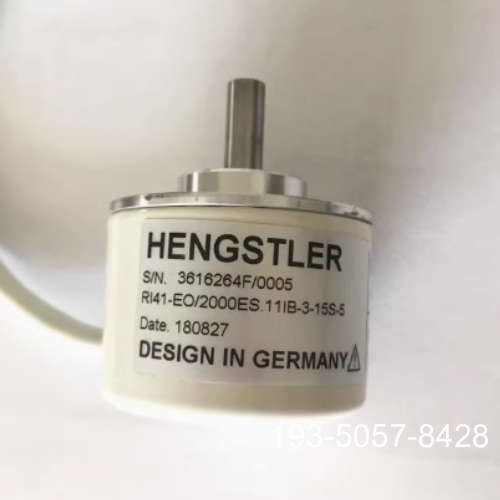 HENGSTLER
S/N. 3616264F/0005
RI41-EO/2000ES.11IB-3-15S-5
Date. 180827
DESIGN IN GERMANY
193-5057-8428